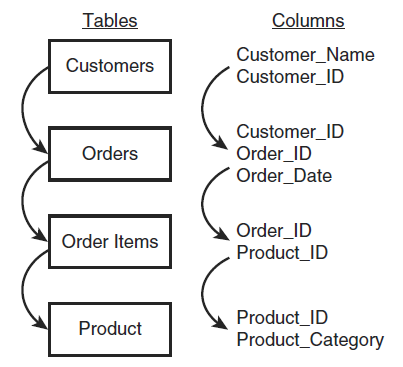 Tables
Columns
Customers
Customer_Name
Customer_ID
Orders
Customer_ID
Order_ID
Order_Date
Order Items
Order_ID
Product_ID
Product
Product_ID
Product_Category